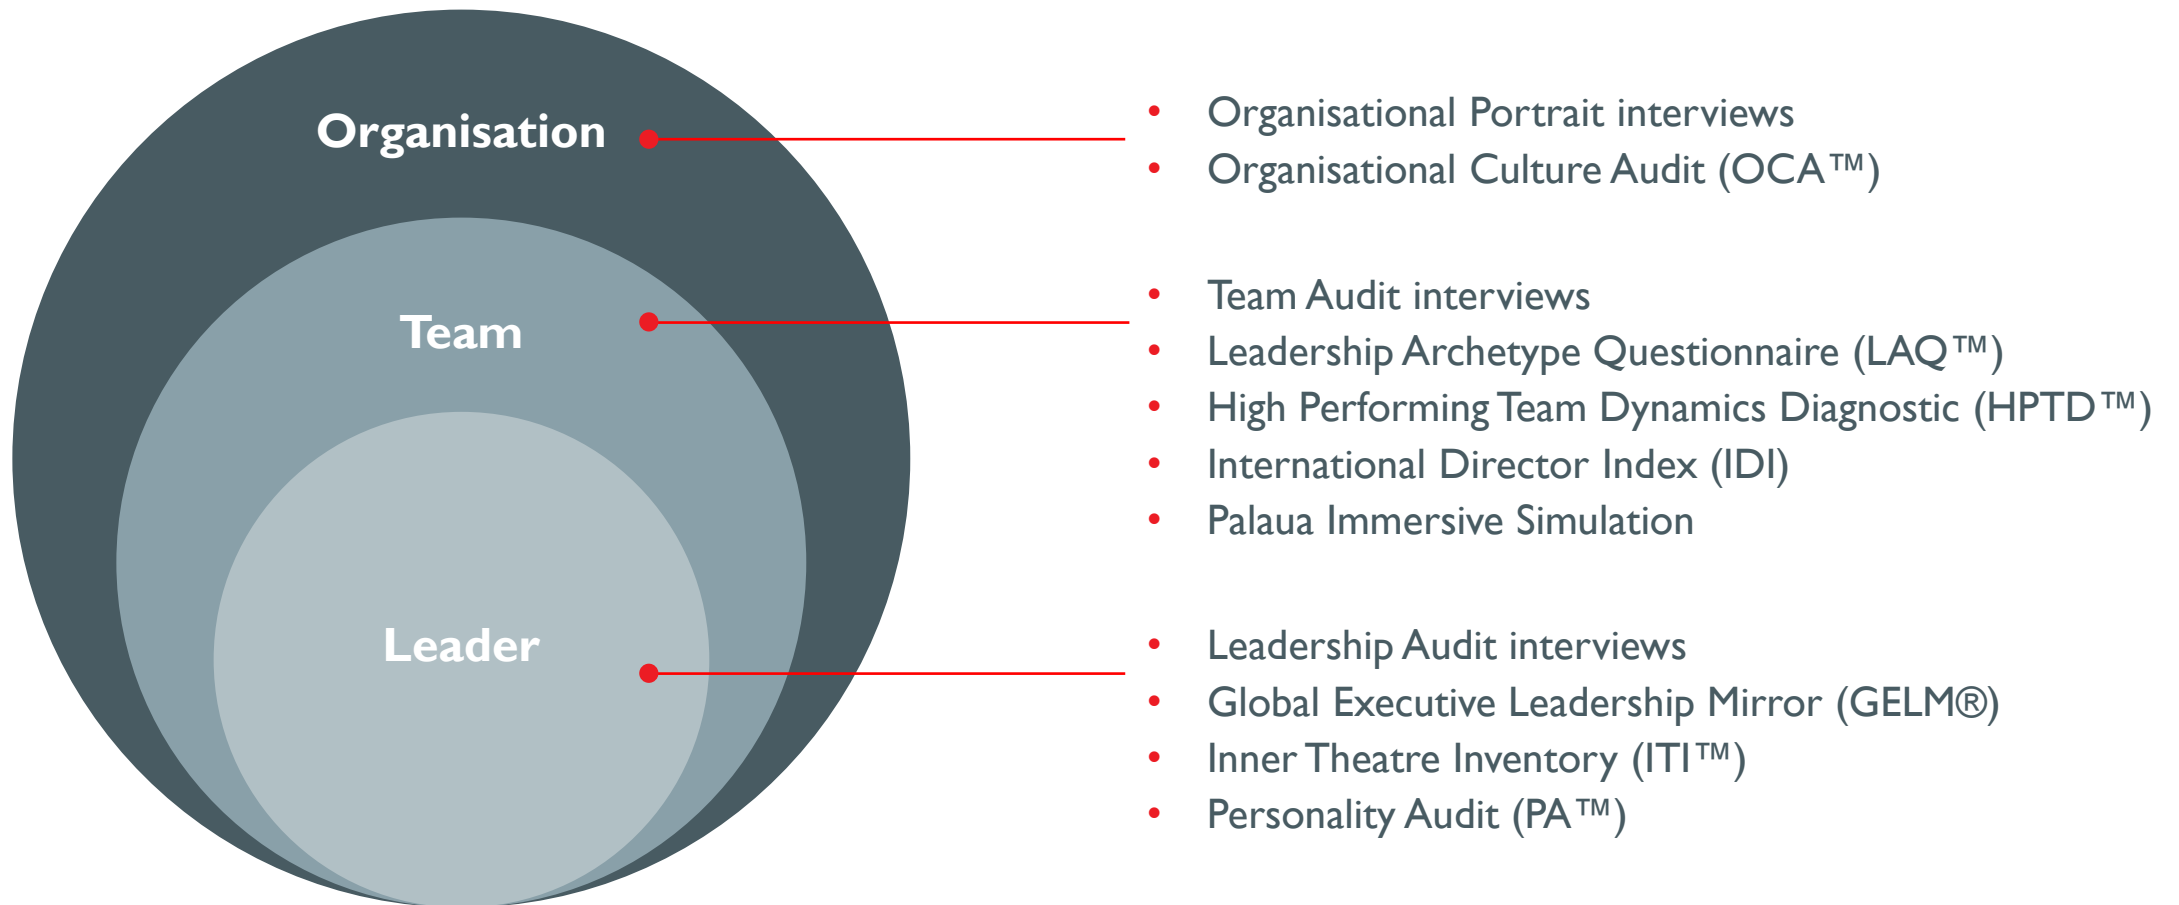 Organisation
• Organisational Portrait interviews
• Organisational Culture Audit (OCA™)
Team
• Team Audit interviews
• Leadership Archetype Questionnaire (LAQ™)
• High Performing Team Dynamics Diagnostic (HPTD™)
• International Director Index (IDI)
• Palaua Immersive Simulation
Leader
• Leadership Audit interviews
• Global Executive Leadership Mirror (GELM®)
• Inner Theatre Inventory (ITI™)
• Personality Audit (PA™)